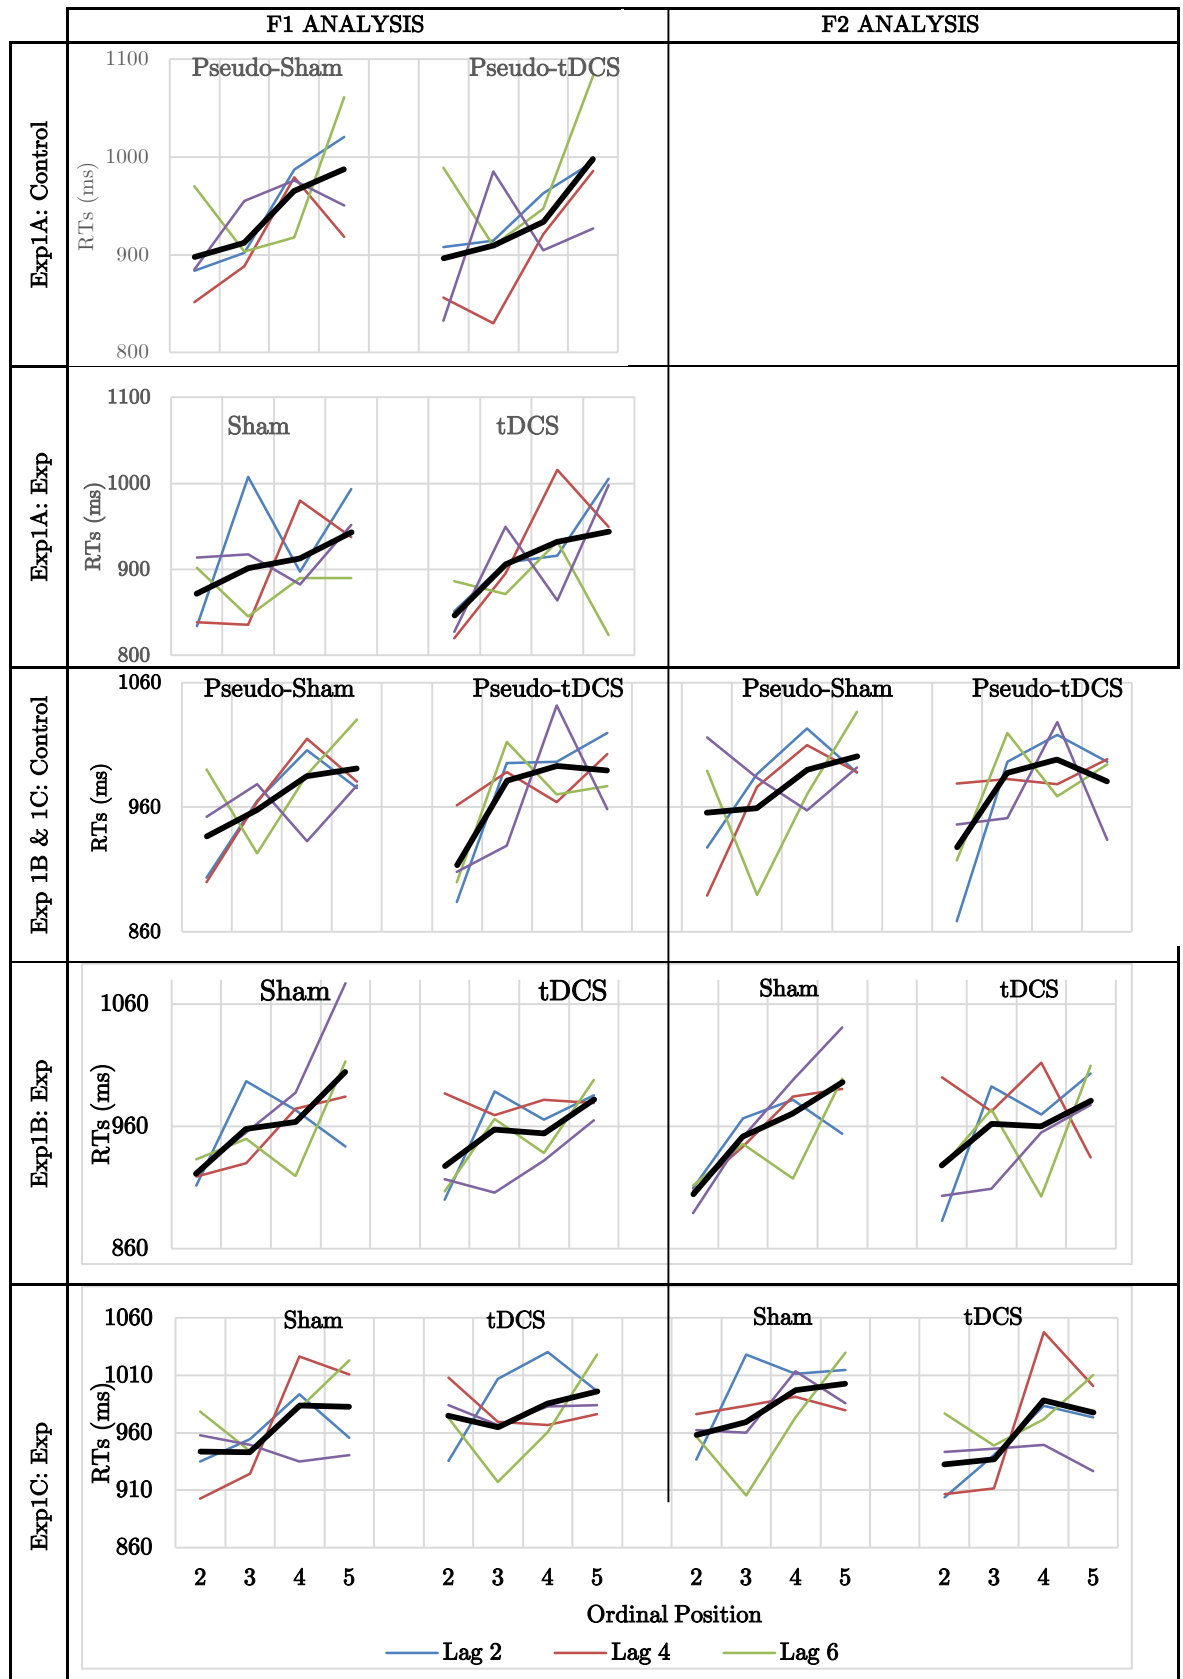 F1 ANALYSIS F2 ANALYSIS
Exp1A: Control
1100
Pseudo-Sham Pseudo-tDCS
1000
RTs (ms)
900
800
Exp1A: Exp
1100
Sham tDCS
1000
RTs (ms)
900
800
Exp 1B & 1C: Control
1060
Pseudo-Sham Pseudo-tDCS Pseudo-Sham Pseudo-tDCS
960
RTs (ms)
860
Exp1B: Exp
1060
Sham tDCS Sham tDCS
960
RTs (ms)
860
Exp1C: Exp
1060
Sham tDCS Sham tDCS
1010
RTs (ms)
960
910
860
2 3 4 5 2 3 4 5 2 3 4 5 2 3 4 5
Ordinal Position
Lag 2 Lag 4 Lag 6